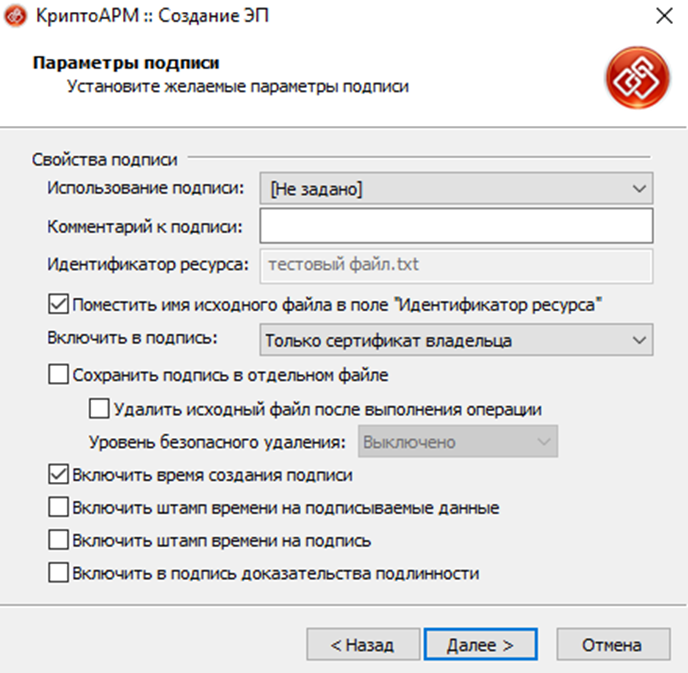 КриптоАРМ :: Создание ЭП
Параметры подписи
Установите желаемые параметры подписи
Свойства подписи
Использование подписи: [Не задано]
Комментарий к подписи:
Идентификатор ресурса: тестовый файл.txt
Поместить имя исходного файла в поле "Идентификатор ресурса"
Включить в подпись: Только сертификат владельца
Сохранить подпись в отдельном файле
Удалить исходный файл после выполнения операции
Уровень безопасного удаления: Выключено
Включить время создания подписи
Включить штамп времени на подписываемые данные
Включить штамп времени на подпись
Включить в подпись доказательства подлинности
< Назад Далее > Отмена